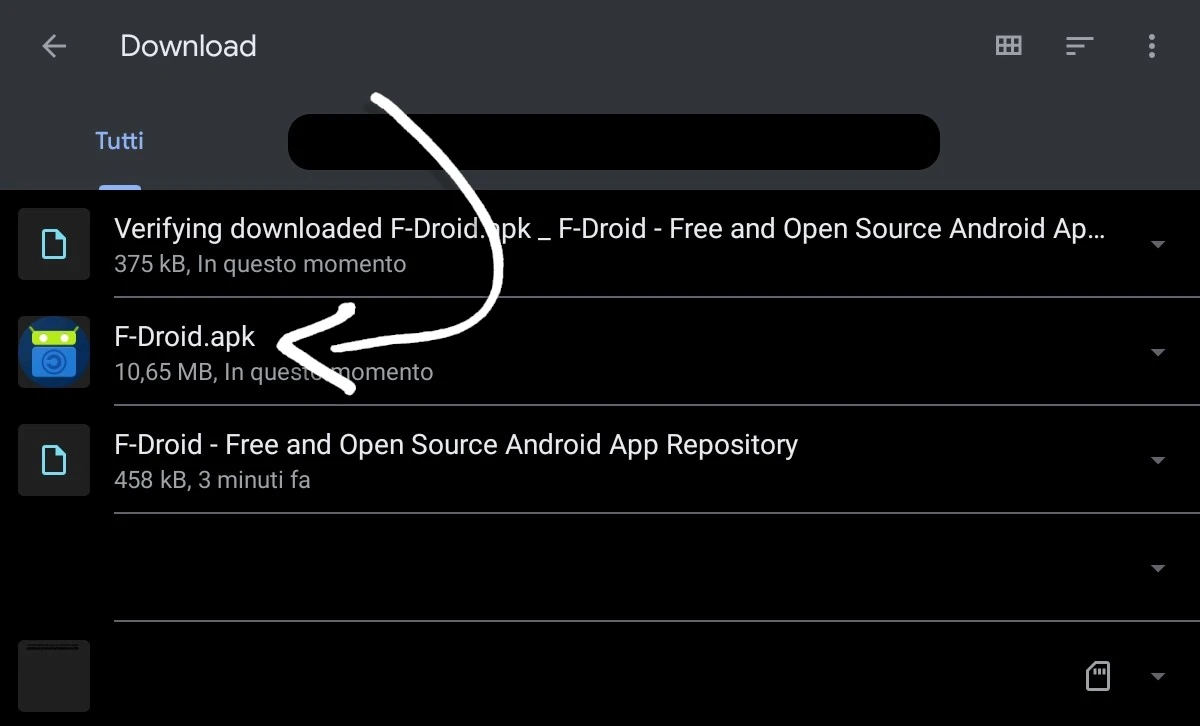 Download
Tutti
Verifying downloaded F-Droid.apk _ F-Droid - Free and Open Source Android Ap...
375 kB, In questo momento
F-Droid.apk
10,65 MB, In questo momento
F-Droid - Free and Open Source Android App Repository
458 kB, 3 minuti fa